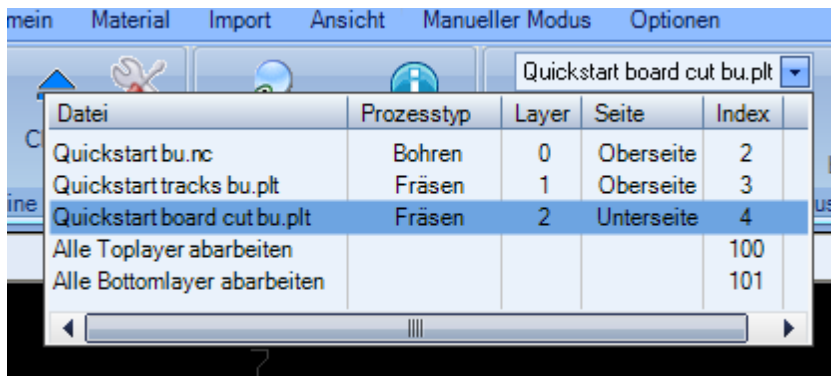 mein Material Import Ansicht Manueller Modus Optionen
Quickstart board cut bu.plt
Datei Prozesstyp Layer Seite Index
Quickstart bu.nc Bohren 0 Oberseite 2
Quickstart tracks bu.plt Fräsen 1 Oberseite 3
Quickstart board cut bu.plt Fräsen 2 Unterseite 4
Alle Toplayer abarbeiten 100
Alle Bottomlayer abarbeiten 101